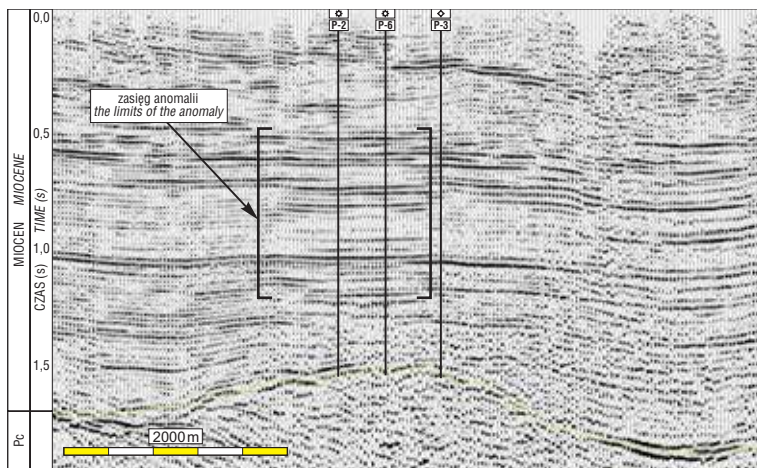 0,0
P-2
P-6
P-3
zasięg anomalii
the limits of the anomaly
0,5
MIOCEN MIOCENE
CZAS (s) TIME (s)
1,0
1,5
Pc
2000 m